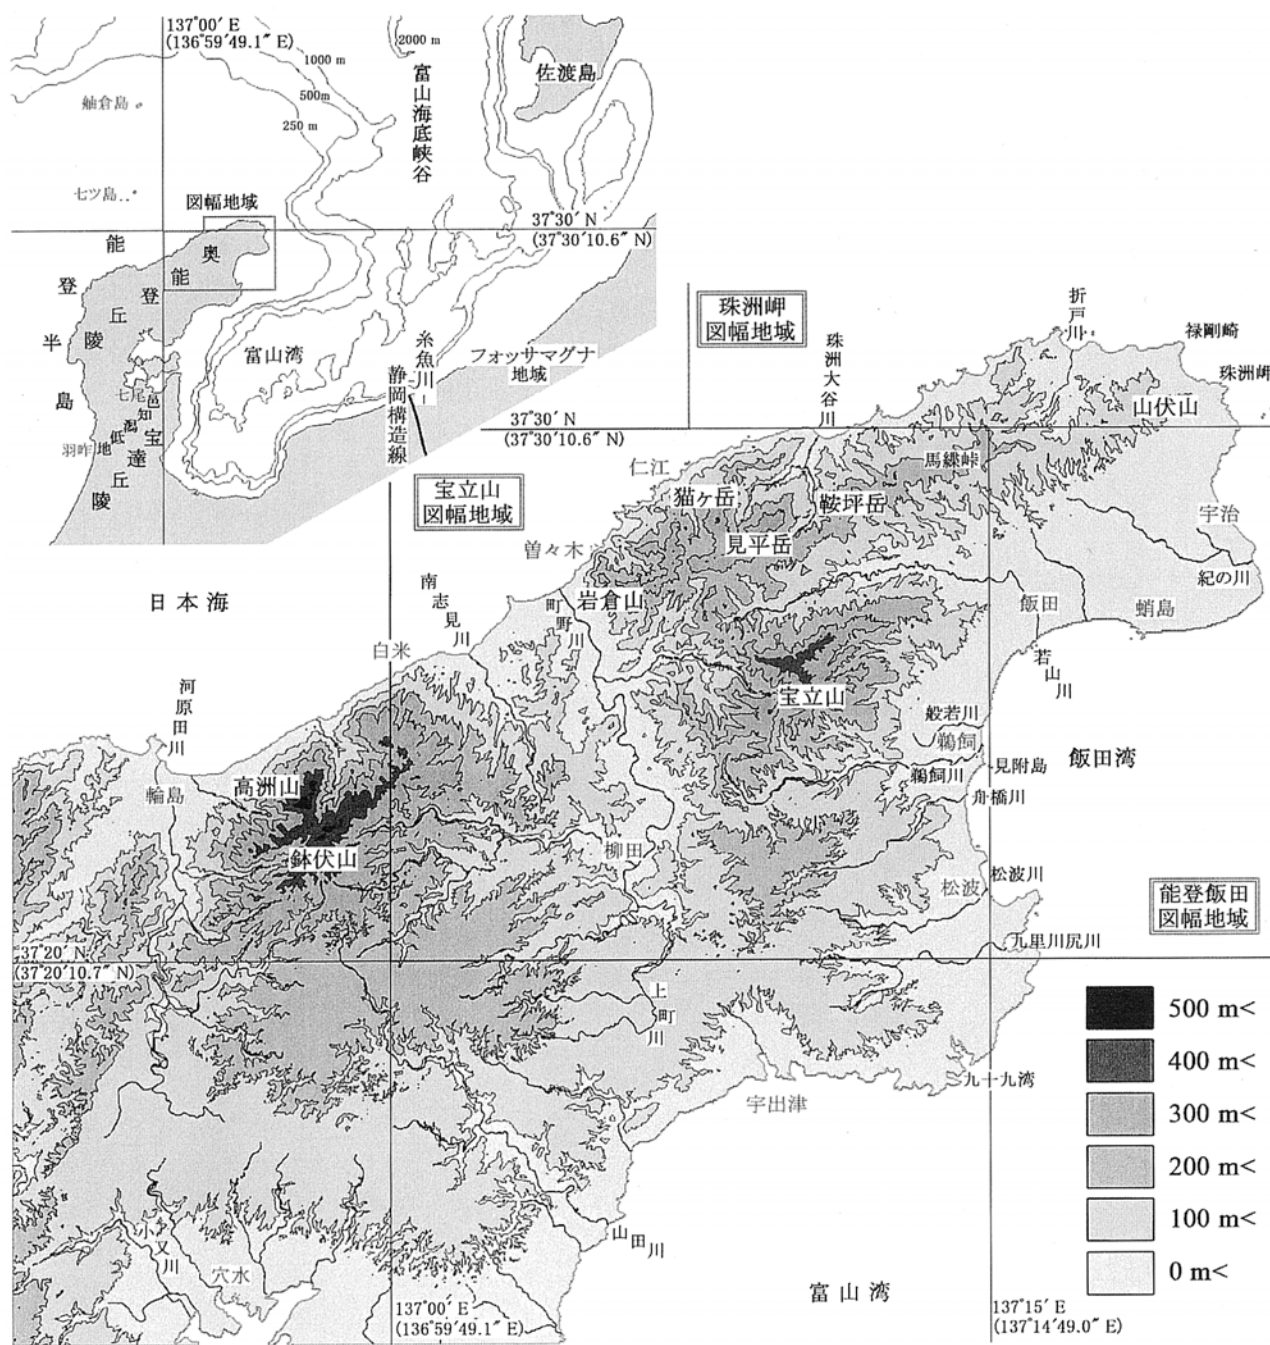 137°00′ E
(136°59′49.1″ E)
2000 m
1000 m
500m
250 m
舳倉島
七ツ島
富山海底峡谷
佐渡島
図幅地域
37°30′ N
(37°30′10.6″ N)
能登半島
奥能登丘陵
富山湾
七尾
邑知潟低地
羽咋
宝達丘陵
糸魚川
静岡構造線
フォッサマグナ
地域
珠洲岬
図幅地域
折戸川
禄剛崎
珠洲岬
珠洲大谷川
山伏山
37°30′ N
(37°30′10.6″ N)
馬緤峠
仁江
宝立山
図幅地域
猫ヶ岳
鞍坪岳
見平岳
宇治
曽々木
紀の川
日本海
南志見川
町野川
岩倉山
飯田
蛸島
白米
若山川
宝立山
河原田川
般若川
鵜飼
飯田湾
見附島
鵜飼川
舟橋川
高洲山
輪島
鉢伏山
柳田
松波川
松波
能登飯田
図幅地域
九里川尻川
37°20′ N
(37°20′10.7″ N)
上町川
500 m<
400 m<
300 m<
200 m<
100 m<
0 m<
九十九湾
宇出津
小又川
穴水
山田川
富山湾
137°00′ E
(136°59′49.1″ E)
137°15′ E
(137°14′49.0″ E)